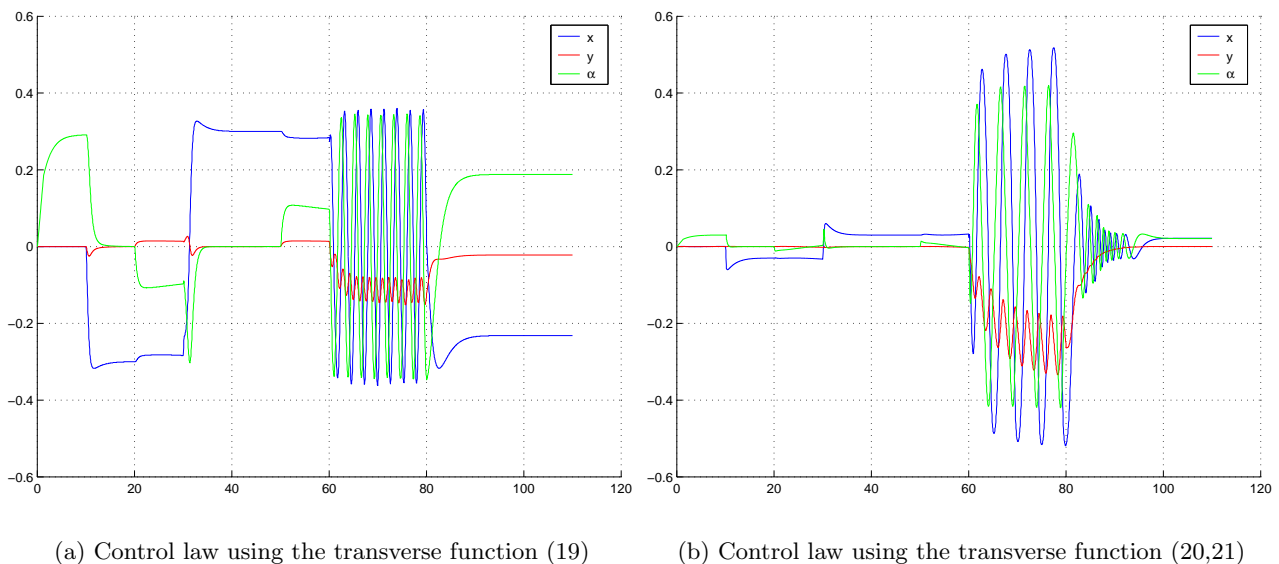 0.6
0.4
0.2
0
−0.2
−0.4
−0.6
0 20 40 60 80 100 120
x
y
α
0.6
0.4
0.2
0
−0.2
−0.4
−0.6
0 20 40 60 80 100 120
x
y
α
(a) Control law using the transverse function (19)
(b) Control law using the transverse function (20,21)